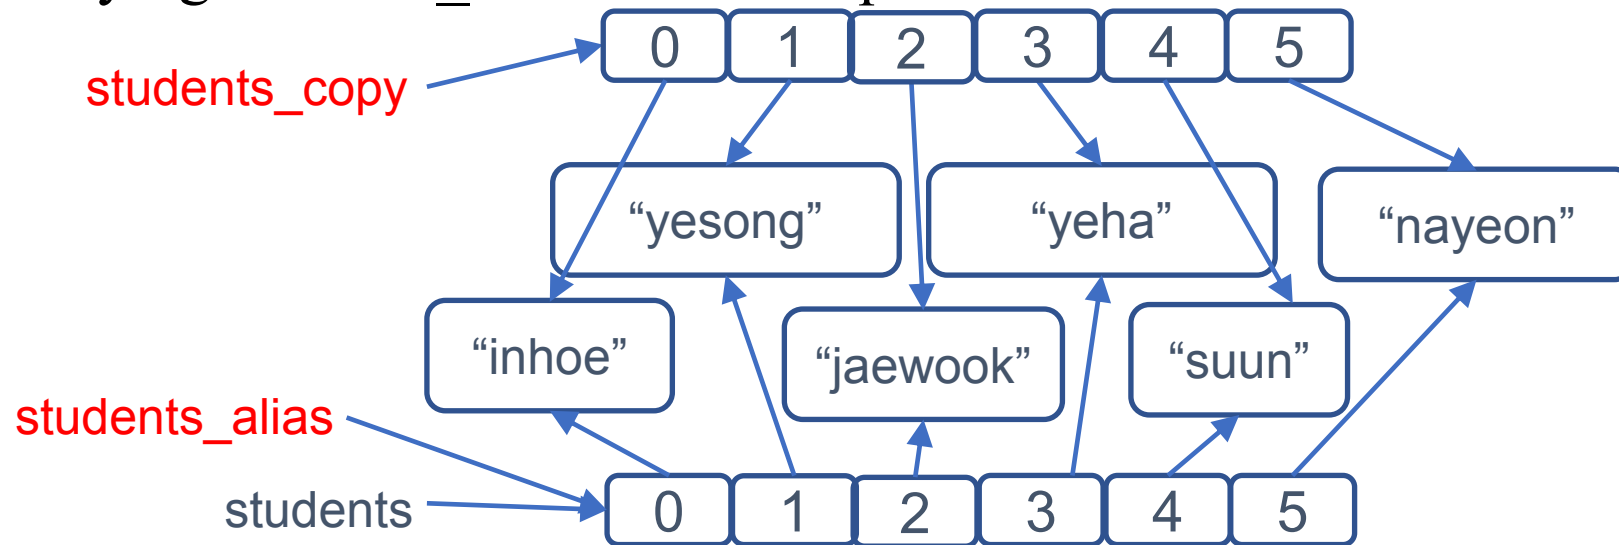 0 1 2 3 4 5
students_copy
“yesong” “yeha” “nayeon”
“inhoe” “jaewook” “suun”
students_alias
students 0 1 2 3 4 5